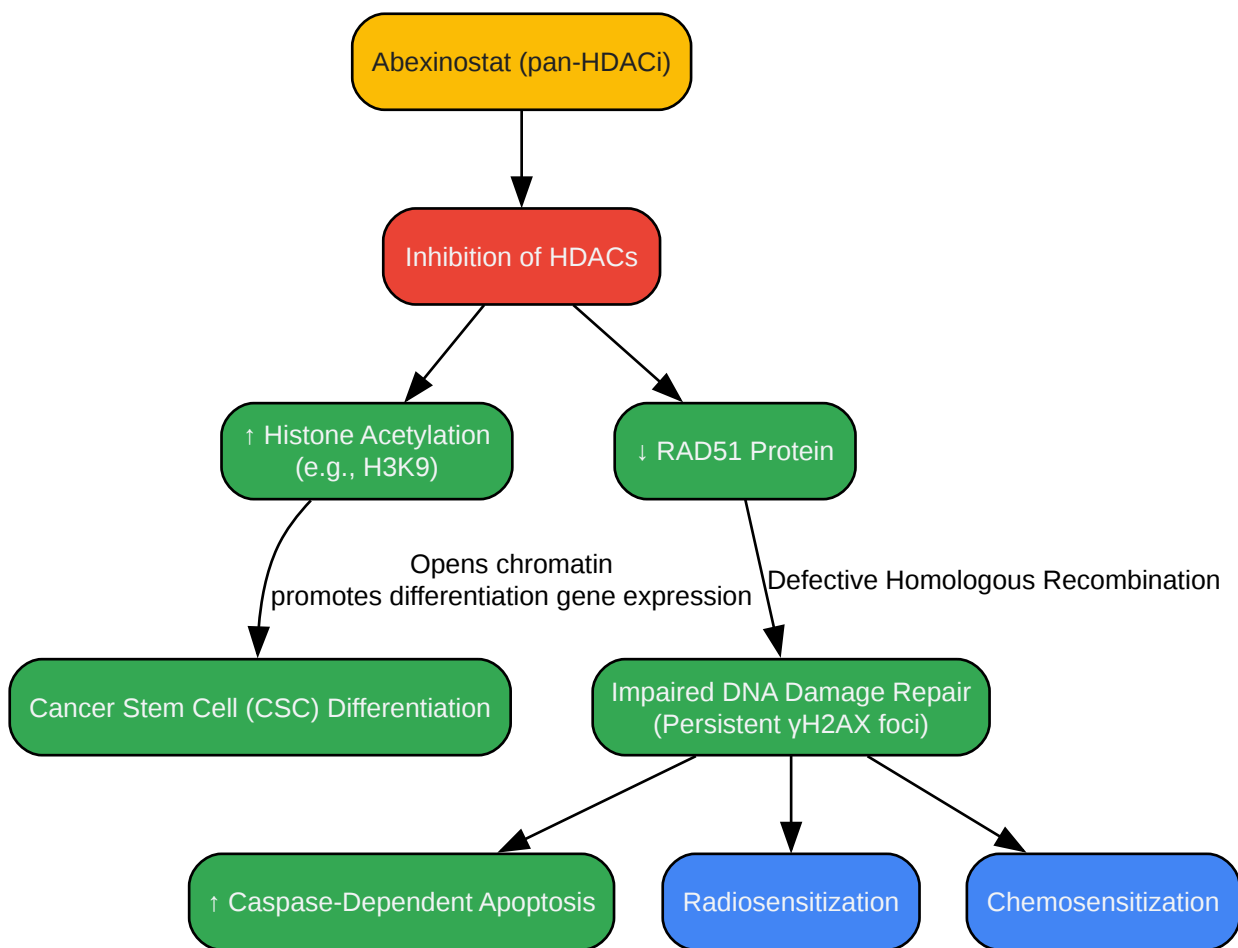 Abexinostat (pan-HDACi)
Inhibition of HDACs
↑ Histone Acetylation
(e.g., H3K9)
↓ RAD51 Protein
Opens chromatin
promotes differentiation gene expression
Defective Homologous Recombination
Cancer Stem Cell (CSC) Differentiation
Impaired DNA Damage Repair
(Persistent γH2AX foci)
↑ Caspase-Dependent Apoptosis
Radiosensitization
Chemosensitization